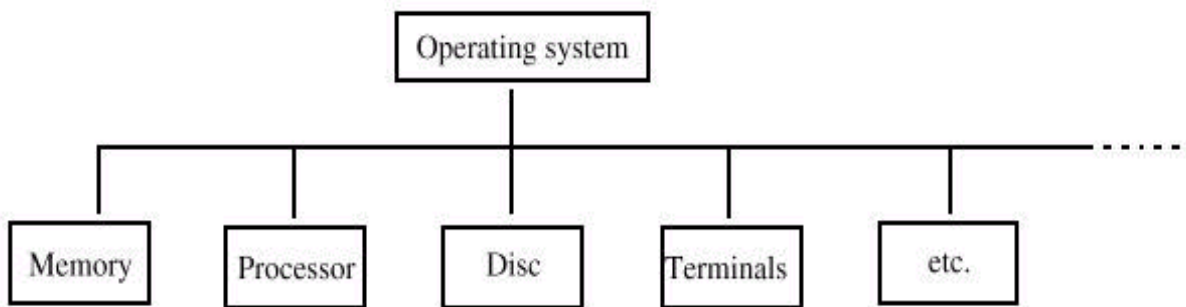 Operating system
Memory
Processor
Disc
Terminals
etc.